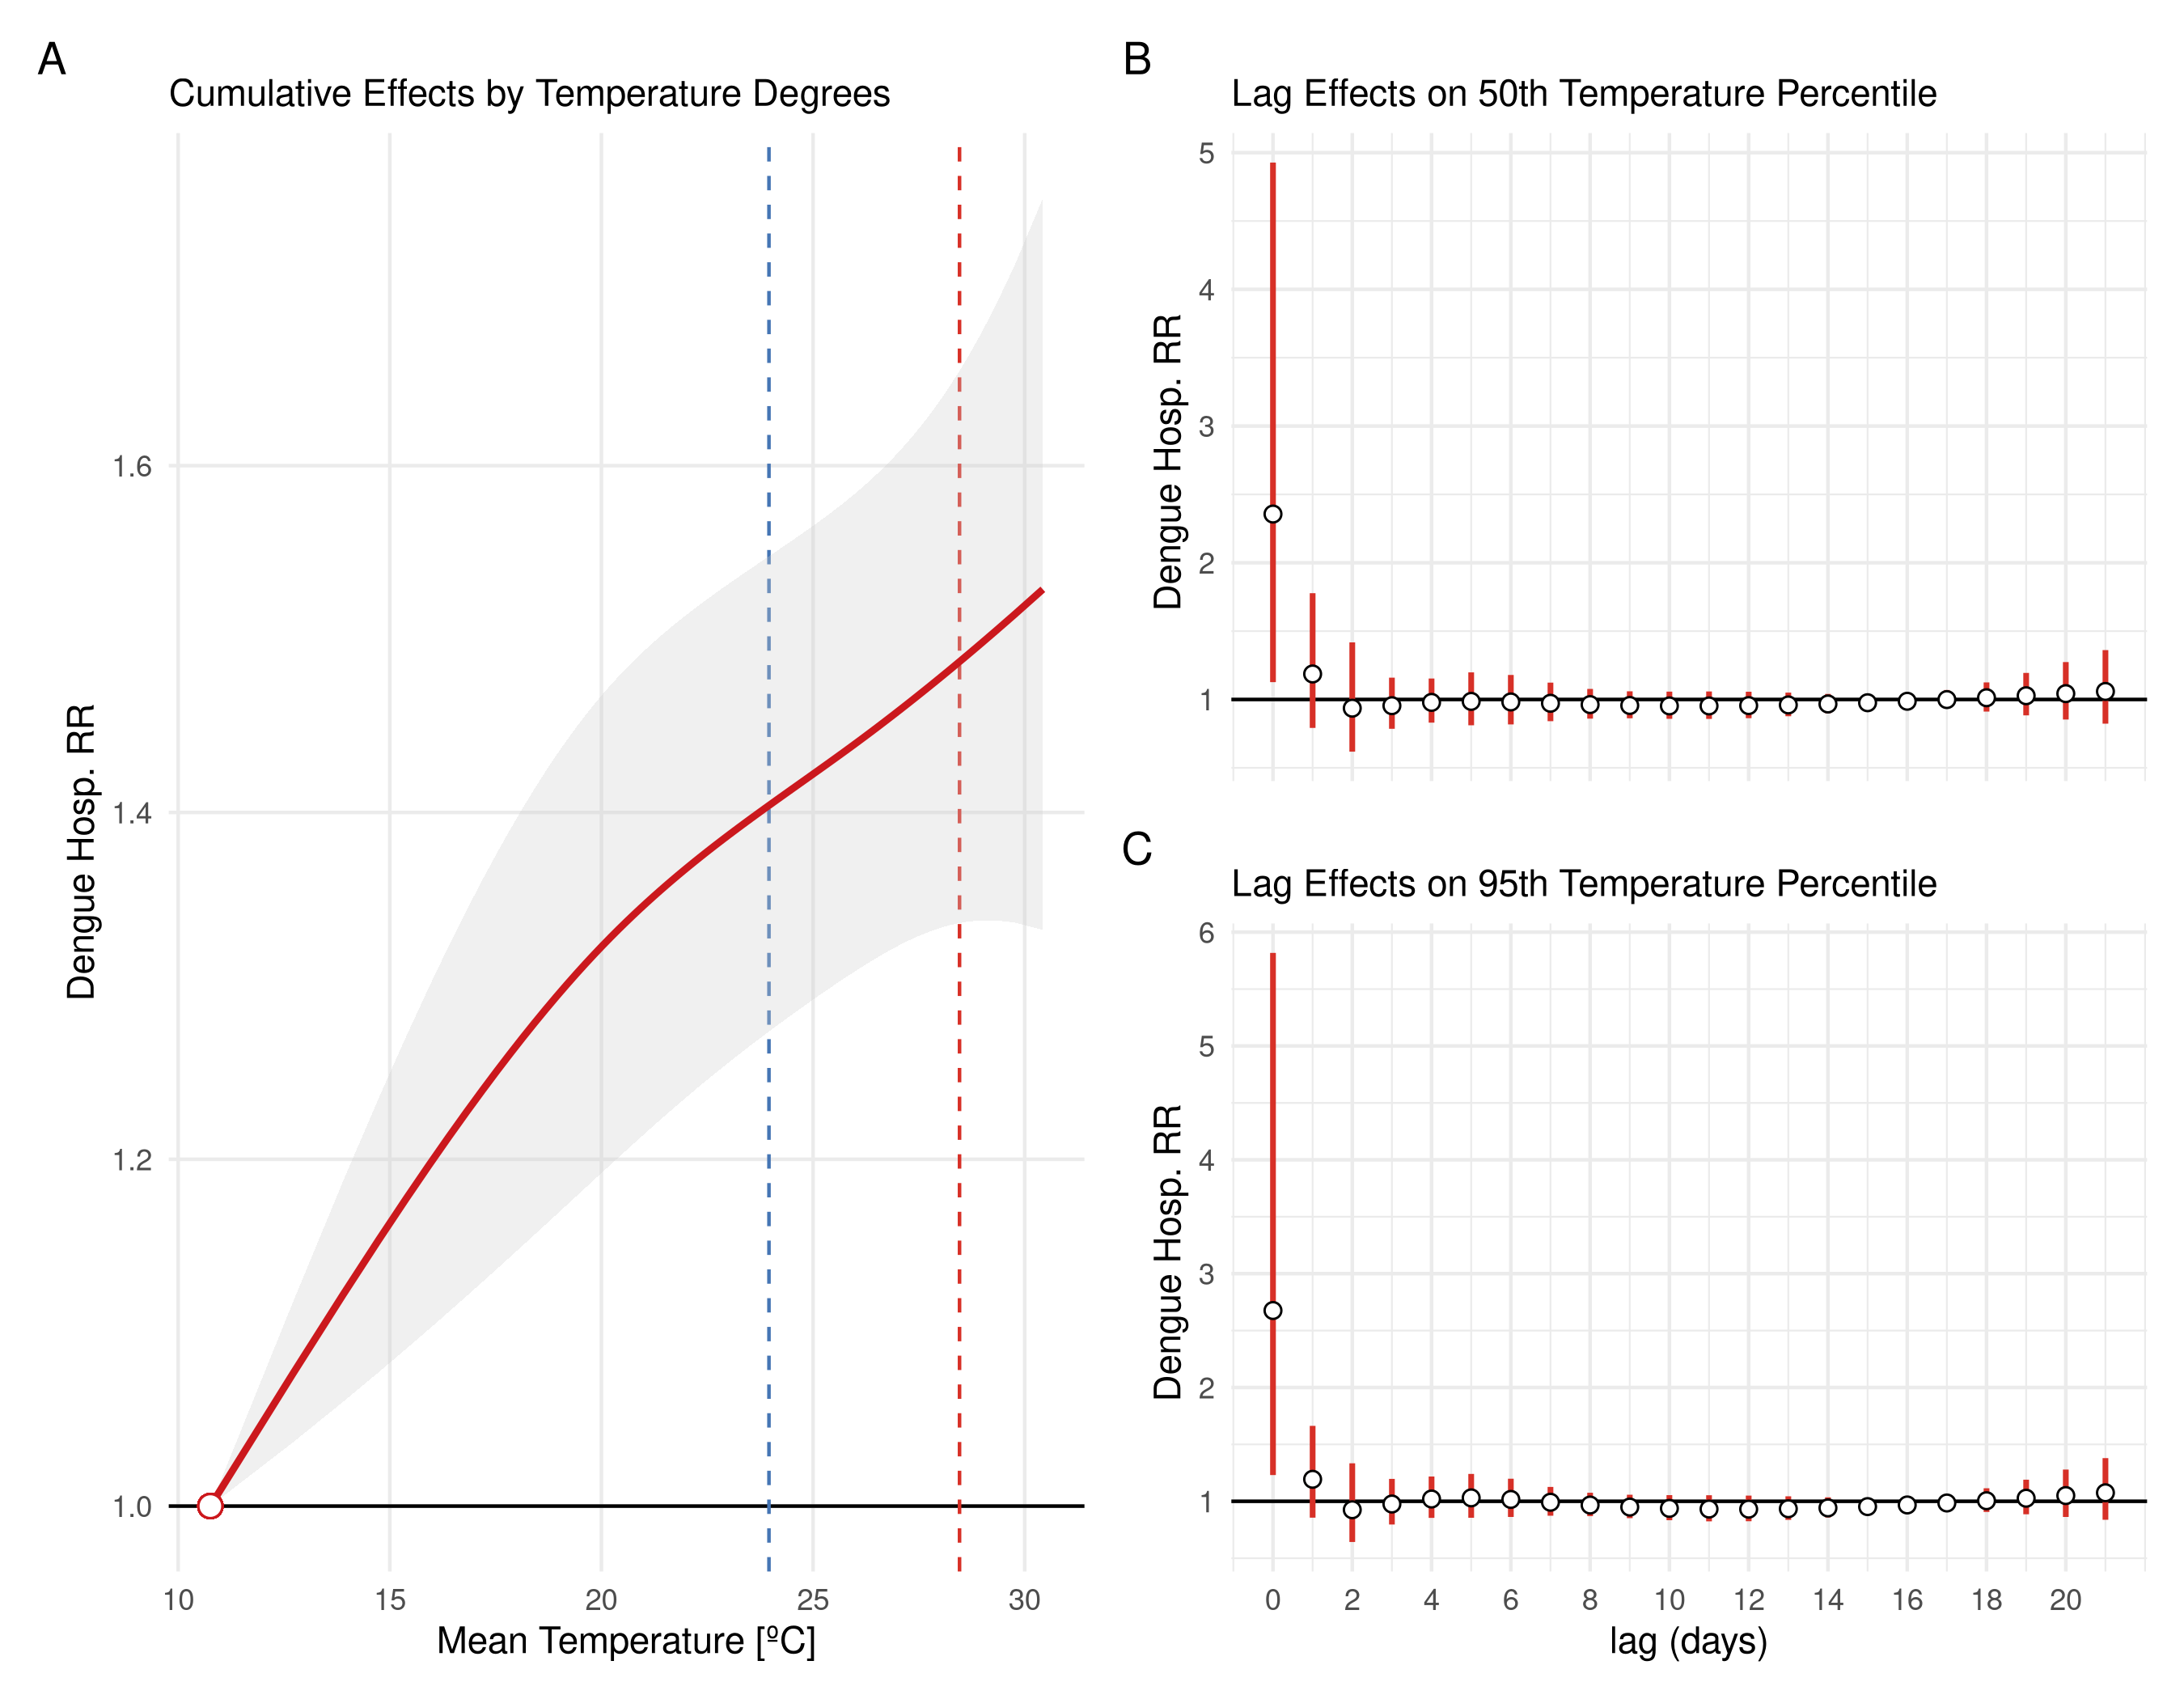 A
Cumulative Effects by Temperature Degrees
Dengue Hosp. RR
1.6
1.4
1.2
1.0
10 15 20 25 30
Mean Temperature [ºC]
B
Lag Effects on 50th Temperature Percentile
Dengue Hosp. RR
5
4
3
2
1
C
Lag Effects on 95th Temperature Percentile
Dengue Hosp. RR
6
5
4
3
2
1
0 2 4 6 8 10 12 14 16 18 20
lag (days)